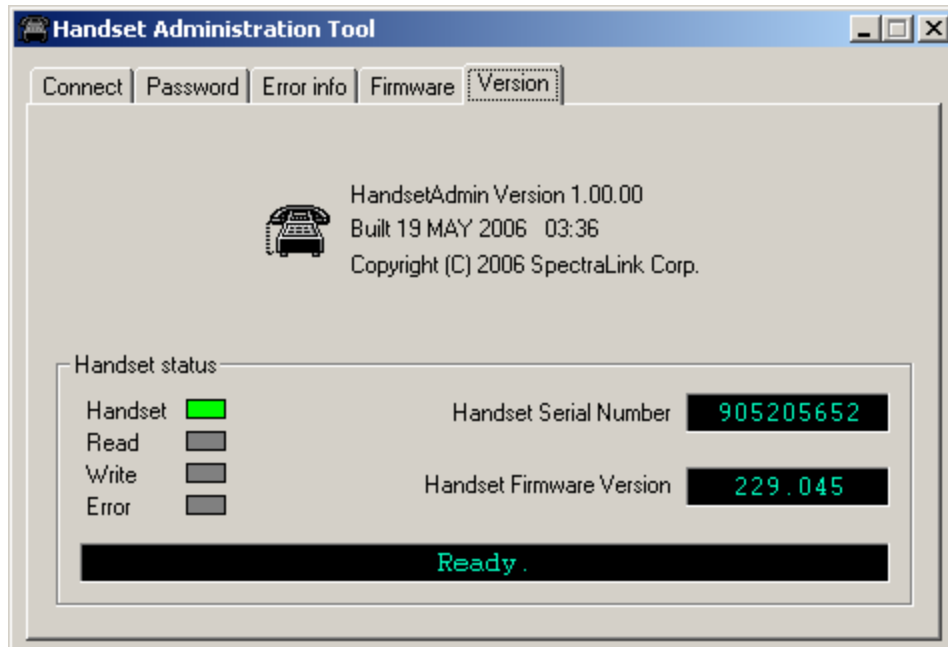 Handset Administration Tool
Connect Password Error info Firmware Version
HandsetAdmin Version 1.00.00
Built 19 MAY 2006 03:36
Copyright (C) 2006 SpectraLink Corp.
Handset status
Handset
Read
Write
Error
Handset Serial Number 905205652
Handset Firmware Version 229.045
Ready.